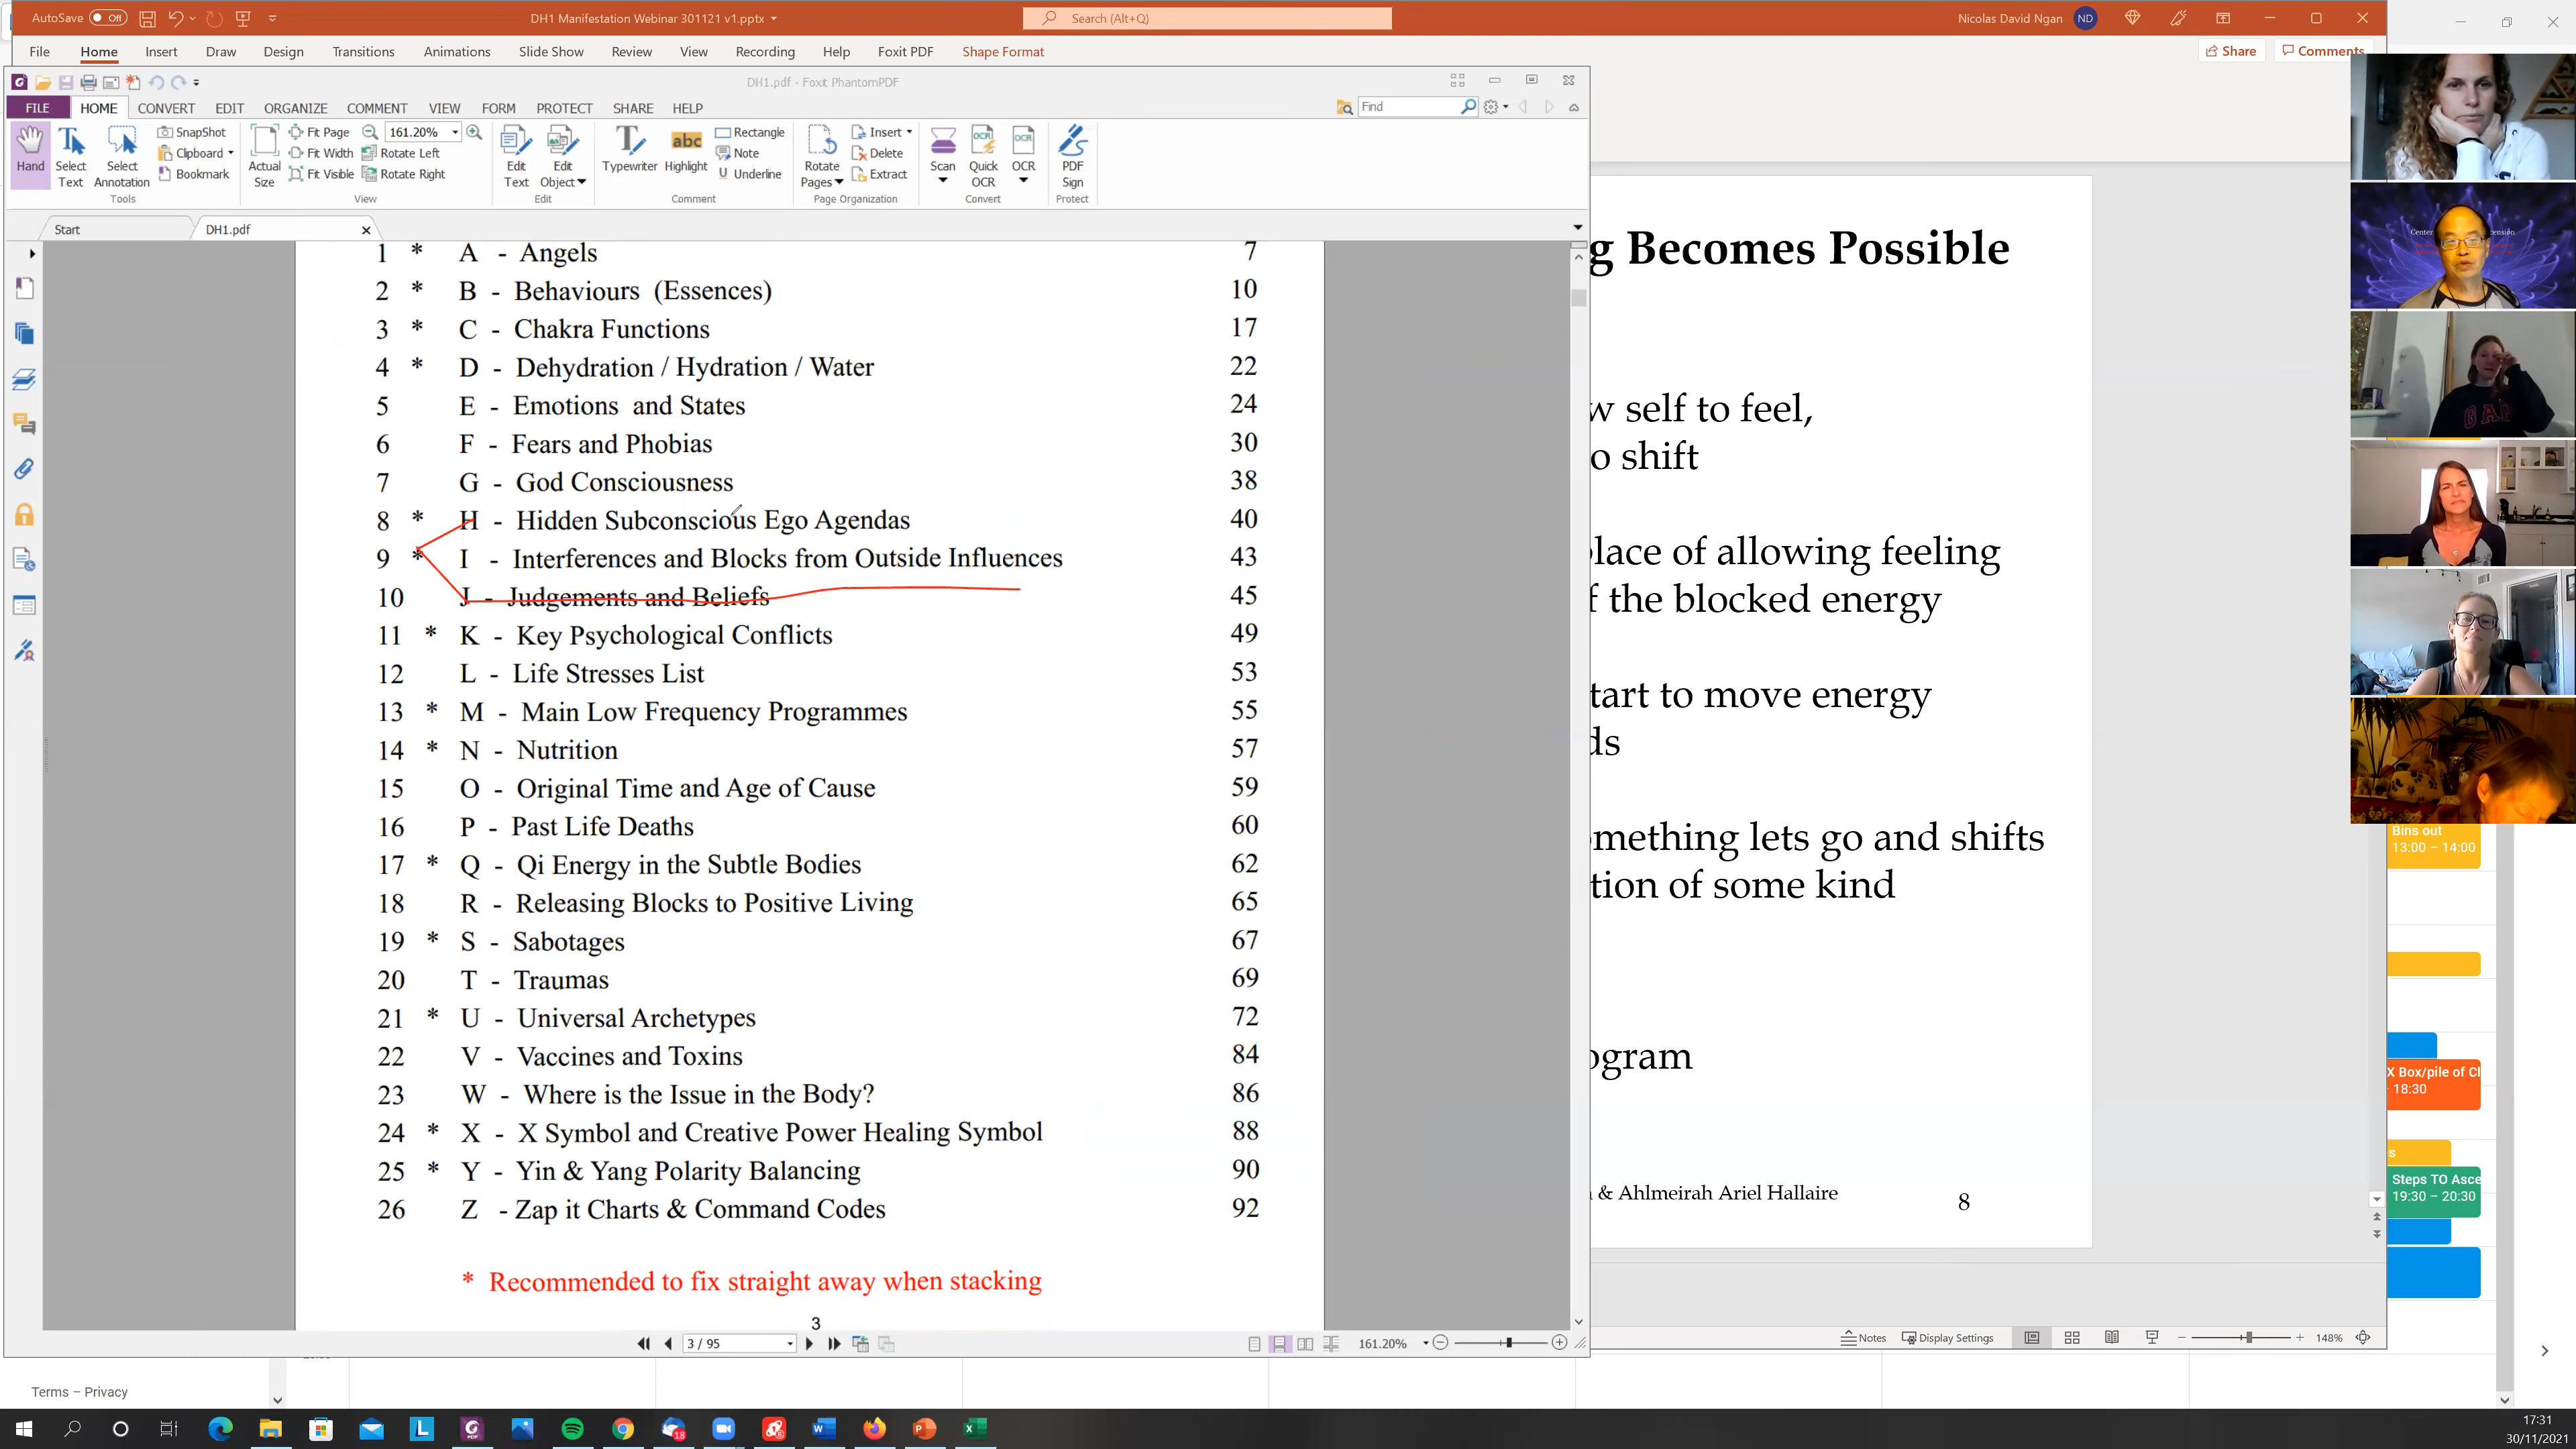 AutoSave Off
DH1 Manifestation Webinar 301121 v1.pptx
Search (Alt+Q)
Nicolas David Ngan ND
File Home Insert Draw Design Transitions Animations Slide Show Review View Recording Help Foxit PDF Shape Format
Share Comments
DH1.pdf - Foxit PhantomPDF
FILE HOME CONVERT EDIT ORGANIZE COMMENT VIEW FORM PROTECT SHARE HELP
Find
Hand
Select Text
Select Annotation
SnapShot
Clipboard
Bookmark
Tools
Actual Size
Fit Page
Fit Width
Fit Visible
161.20%
Rotate Left
Rotate Right
View
Edit Text
Edit Object
Edit
Typewriter
Highlight
Rectangle
Note
Underline
Comment
Rotate Pages
Insert
Delete
Extract
Page Organization
Scan
Quick OCR
OCR
Convert
PDF Sign
Protect
Start
DH1.pdf
1 * A - Angels 7
2 * B - Behaviours (Essences) 10
3 * C - Chakra Functions 17
4 * D - Dehydration / Hydration / Water 22
5 E - Emotions and States 24
6 F - Fears and Phobias 30
7 G - God Consciousness 38
8 * H - Hidden Subconscious Ego Agendas 40
9 * I - Interferences and Blocks from Outside Influences 43
10 J - Judgements and Beliefs 45
11 * K - Key Psychological Conflicts 49
12 L - Life Stresses List 53
13 * M - Main Low Frequency Programmes 55
14 * N - Nutrition 57
15 O - Original Time and Age of Cause 59
16 P - Past Life Deaths 60
17 * Q - Qi Energy in the Subtle Bodies 62
18 R - Releasing Blocks to Positive Living 65
19 * S - Sabotages 67
20 T - Traumas 69
21 * U - Universal Archetypes 72
22 V - Vaccines and Toxins 84
23 W - Where is the Issue in the Body? 86
24 * X - X Symbol and Creative Power Healing Symbol 88
25 * Y - Yin & Yang Polarity Balancing 90
26 Z - Zap it Charts & Command Codes 92
* Recommended to fix straight away when stacking
3
3 / 95
161.20%
g Becomes Possible
w self to feel,
o shift
place of allowing feeling
f the blocked energy
tart to move energy
ds
omething lets go and shifts
tion of some kind
ogram
& Ahlmeirah Ariel Hallaire
8
Notes
Display Settings
148%
GAP
Bins out
13:00 – 14:00
X Box/pile of Cl
18:30
s
Steps TO Asce
19:30 – 20:30
Terms – Privacy
18
17:31
30/11/2021